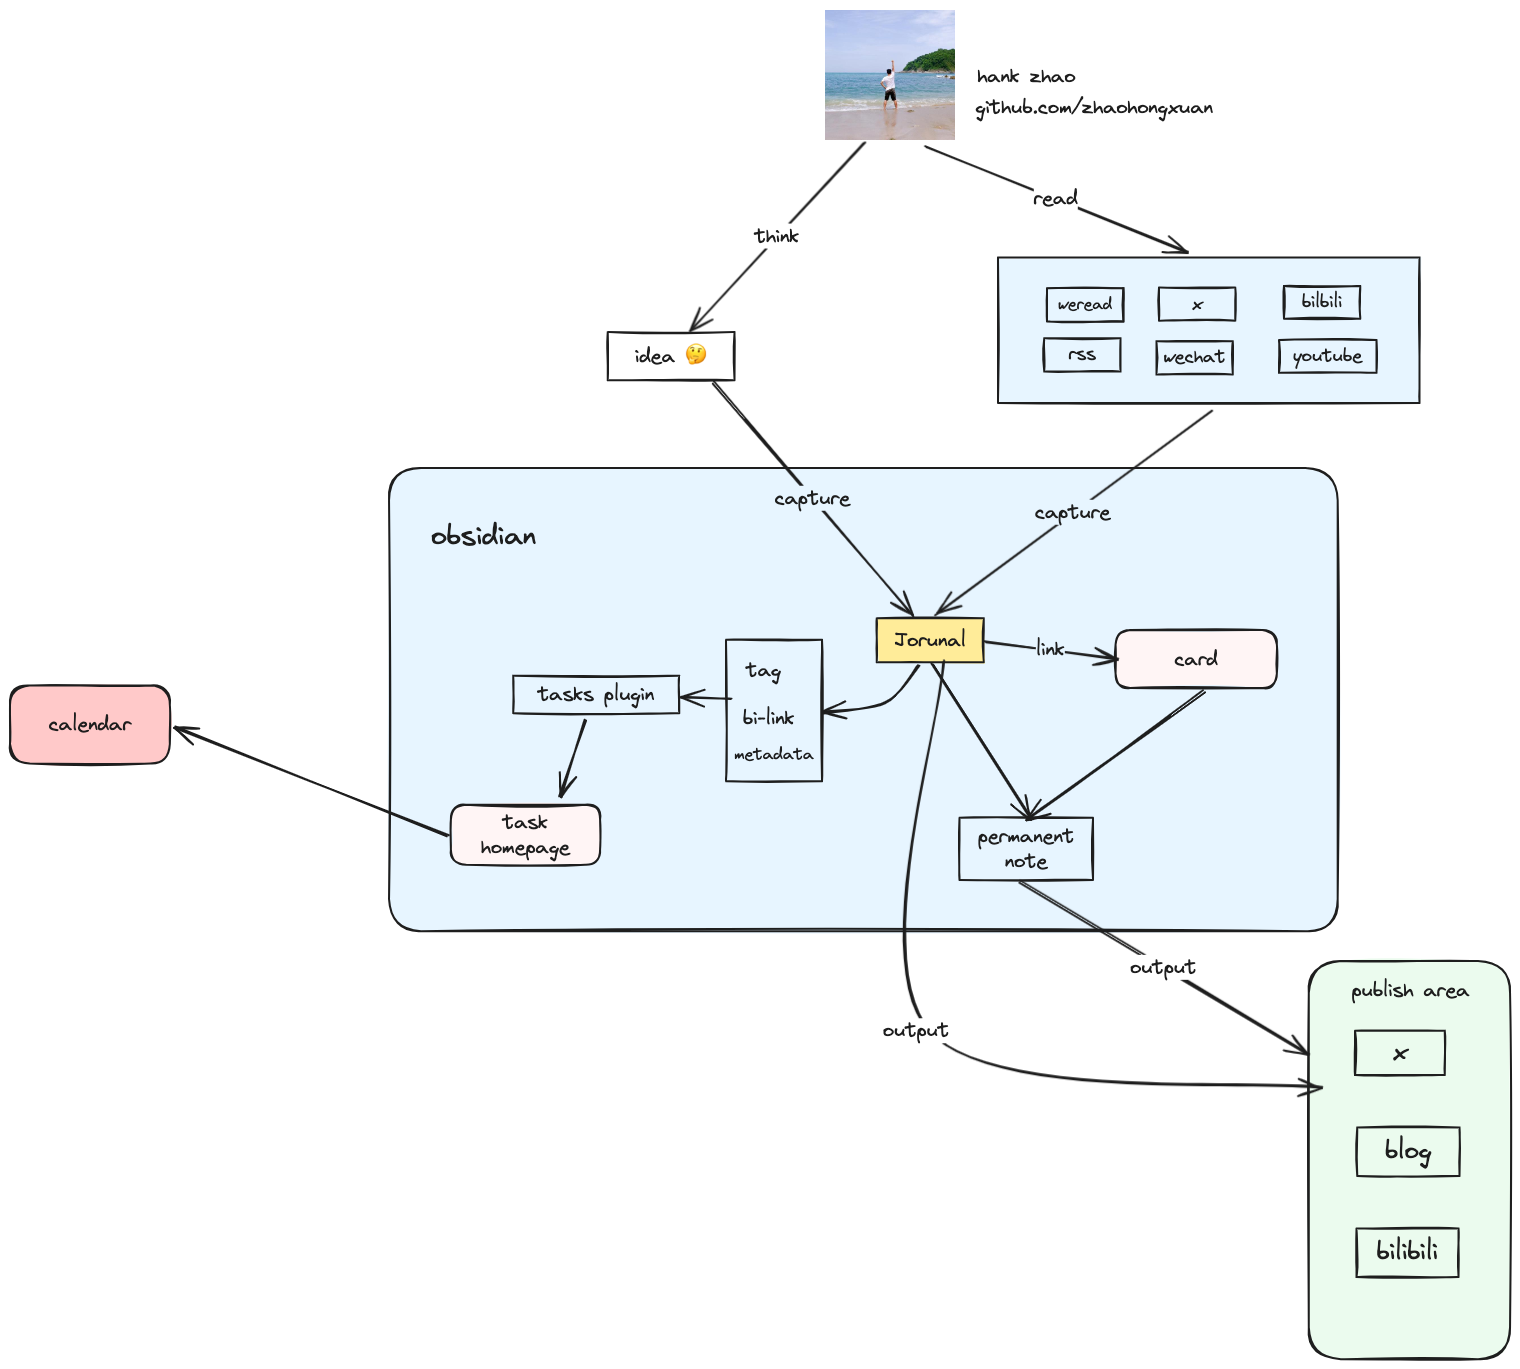 hank zhao
github.com/zhaohongxuan
read
think
weread
x
bilbili
rss
wechat
youtube
idea 🤔
capture
capture
obsidian
Jorunal
link
card
tag
bi-link
metadata
tasks plugin
calendar
task
homepage
permanent
note
output
output
publish area
x
blog
bilibili